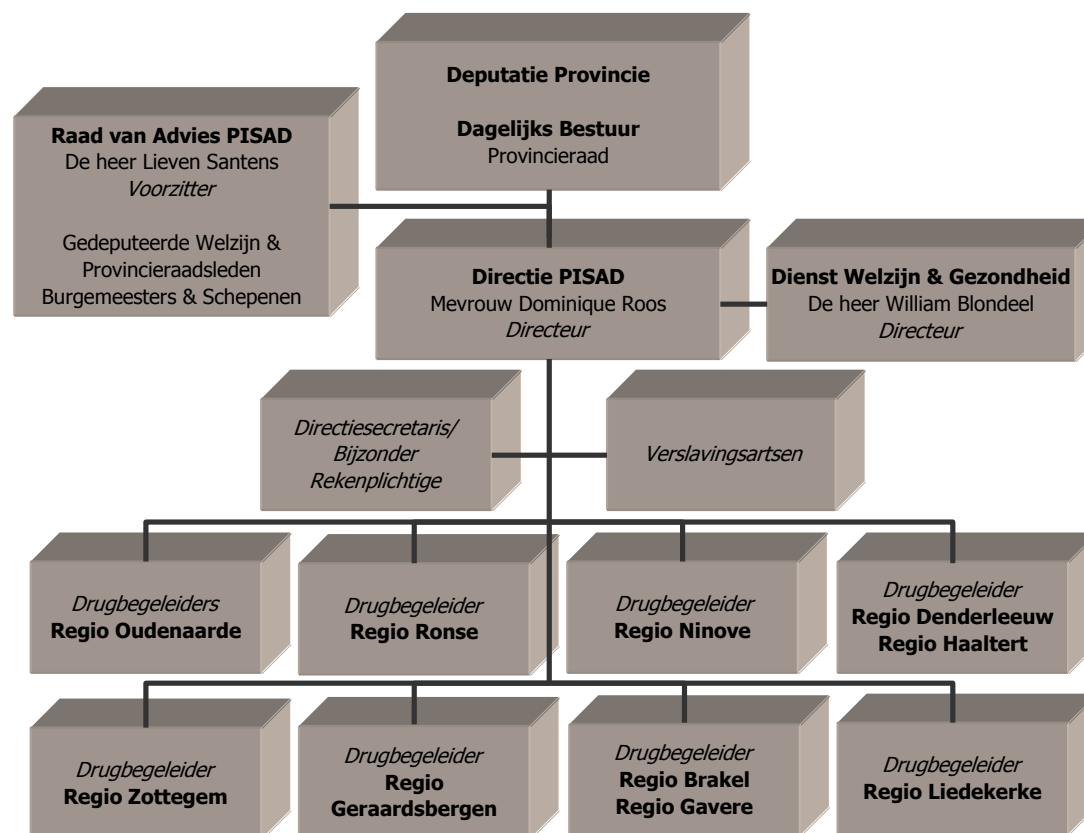 Deputatie Provincie
Dagelijks Bestuur
Provincieraad
Raad van Advies PISAD
De heer Lieven Santens
Voorzitter
Gedeputeerde Welzijn &
Provincieraadsleden
Burgemeesters & Schepenen
Directie PISAD
Mevrouw Dominique Roos
Directeur
Dienst Welzijn & Gezondheid
De heer William Blondeel
Directeur
Directiesecretaris/
Bijzonder
Rekenplichtige
Verslavingsartsen
Drugbegeleiders
Regio Oudenaarde
Drugbegeleider
Regio Ronse
Drugbegeleider
Regio Ninove
Drugbegeleider
Regio Denderleeuw
Regio Haaltert
Drugbegeleider
Regio Zottegem
Drugbegeleider
Regio
Geraardsbergen
Drugbegeleider
Regio Brakel
Regio Gavere
Drugbegeleider
Regio Liedekerke